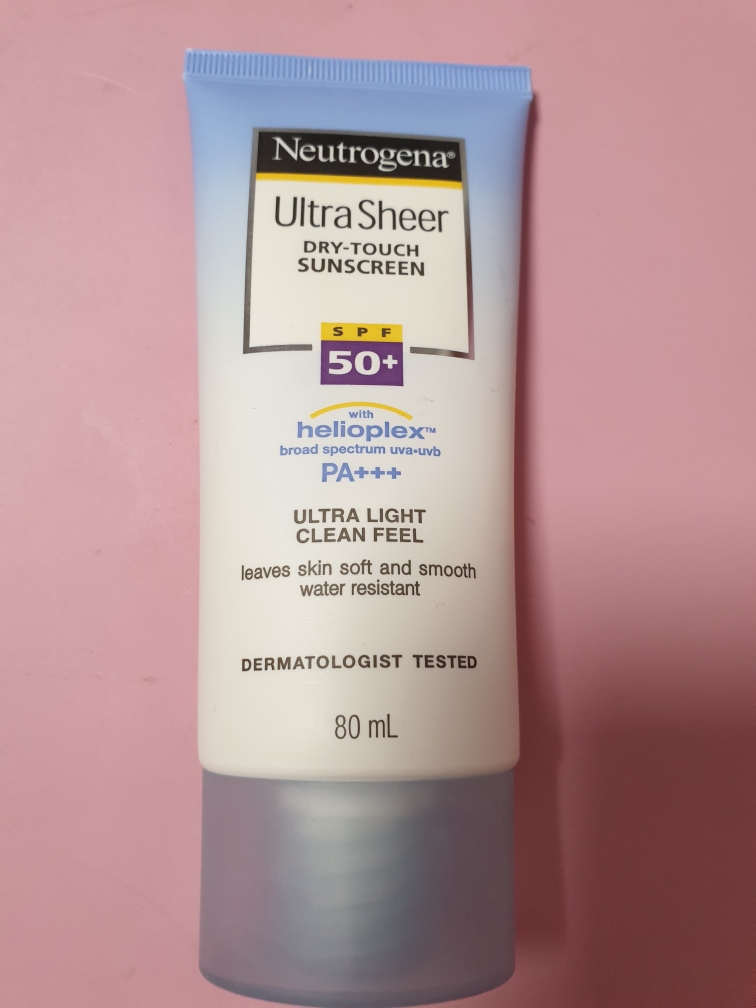 Neutrogena®
Ultra Sheer
DRY-TOUCH
SUNSCREEN
SPF
50+
with
helioplex™
broad spectrum uva•uvb
PA+++
ULTRA LIGHT
CLEAN FEEL
leaves skin soft and smooth
water resistant
DERMATOLOGIST TESTED
80 mL